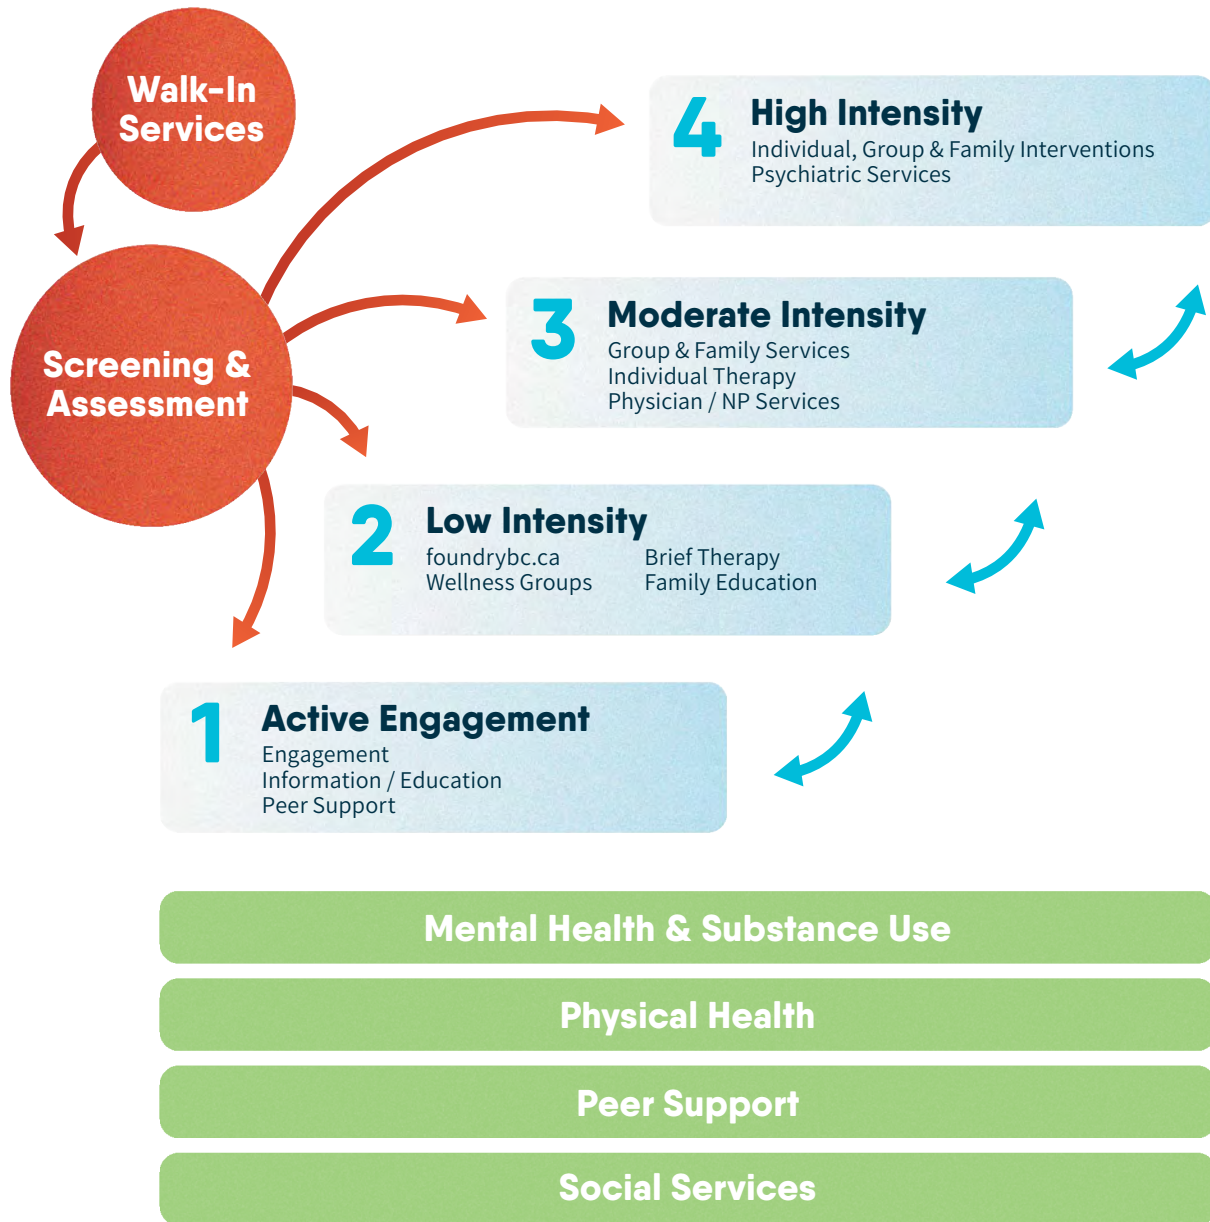 Walk-In
Services
Screening &
Assessment
4 High Intensity
Individual, Group & Family Interventions
Psychiatric Services
3 Moderate Intensity
Group & Family Services
Individual Therapy
Physician / NP Services
2 Low Intensity
foundrybc.ca Brief Therapy
Wellness Groups Family Education
1 Active Engagement
Engagement
Information / Education
Peer Support
Mental Health & Substance Use
Physical Health
Peer Support
Social Services